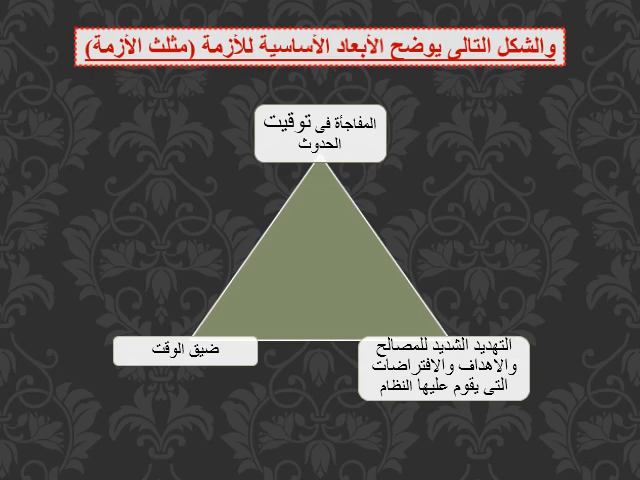 والشكل التالى يوضح الأبعاد الأساسية للأزمة (مثلث الأزمة)
المفاجأة فى توقيت
الحدوث
التهديد الشديد للمصالح
والاهداف والإفتراضات
التى يقوم عليها النظام
ضيق الوقت